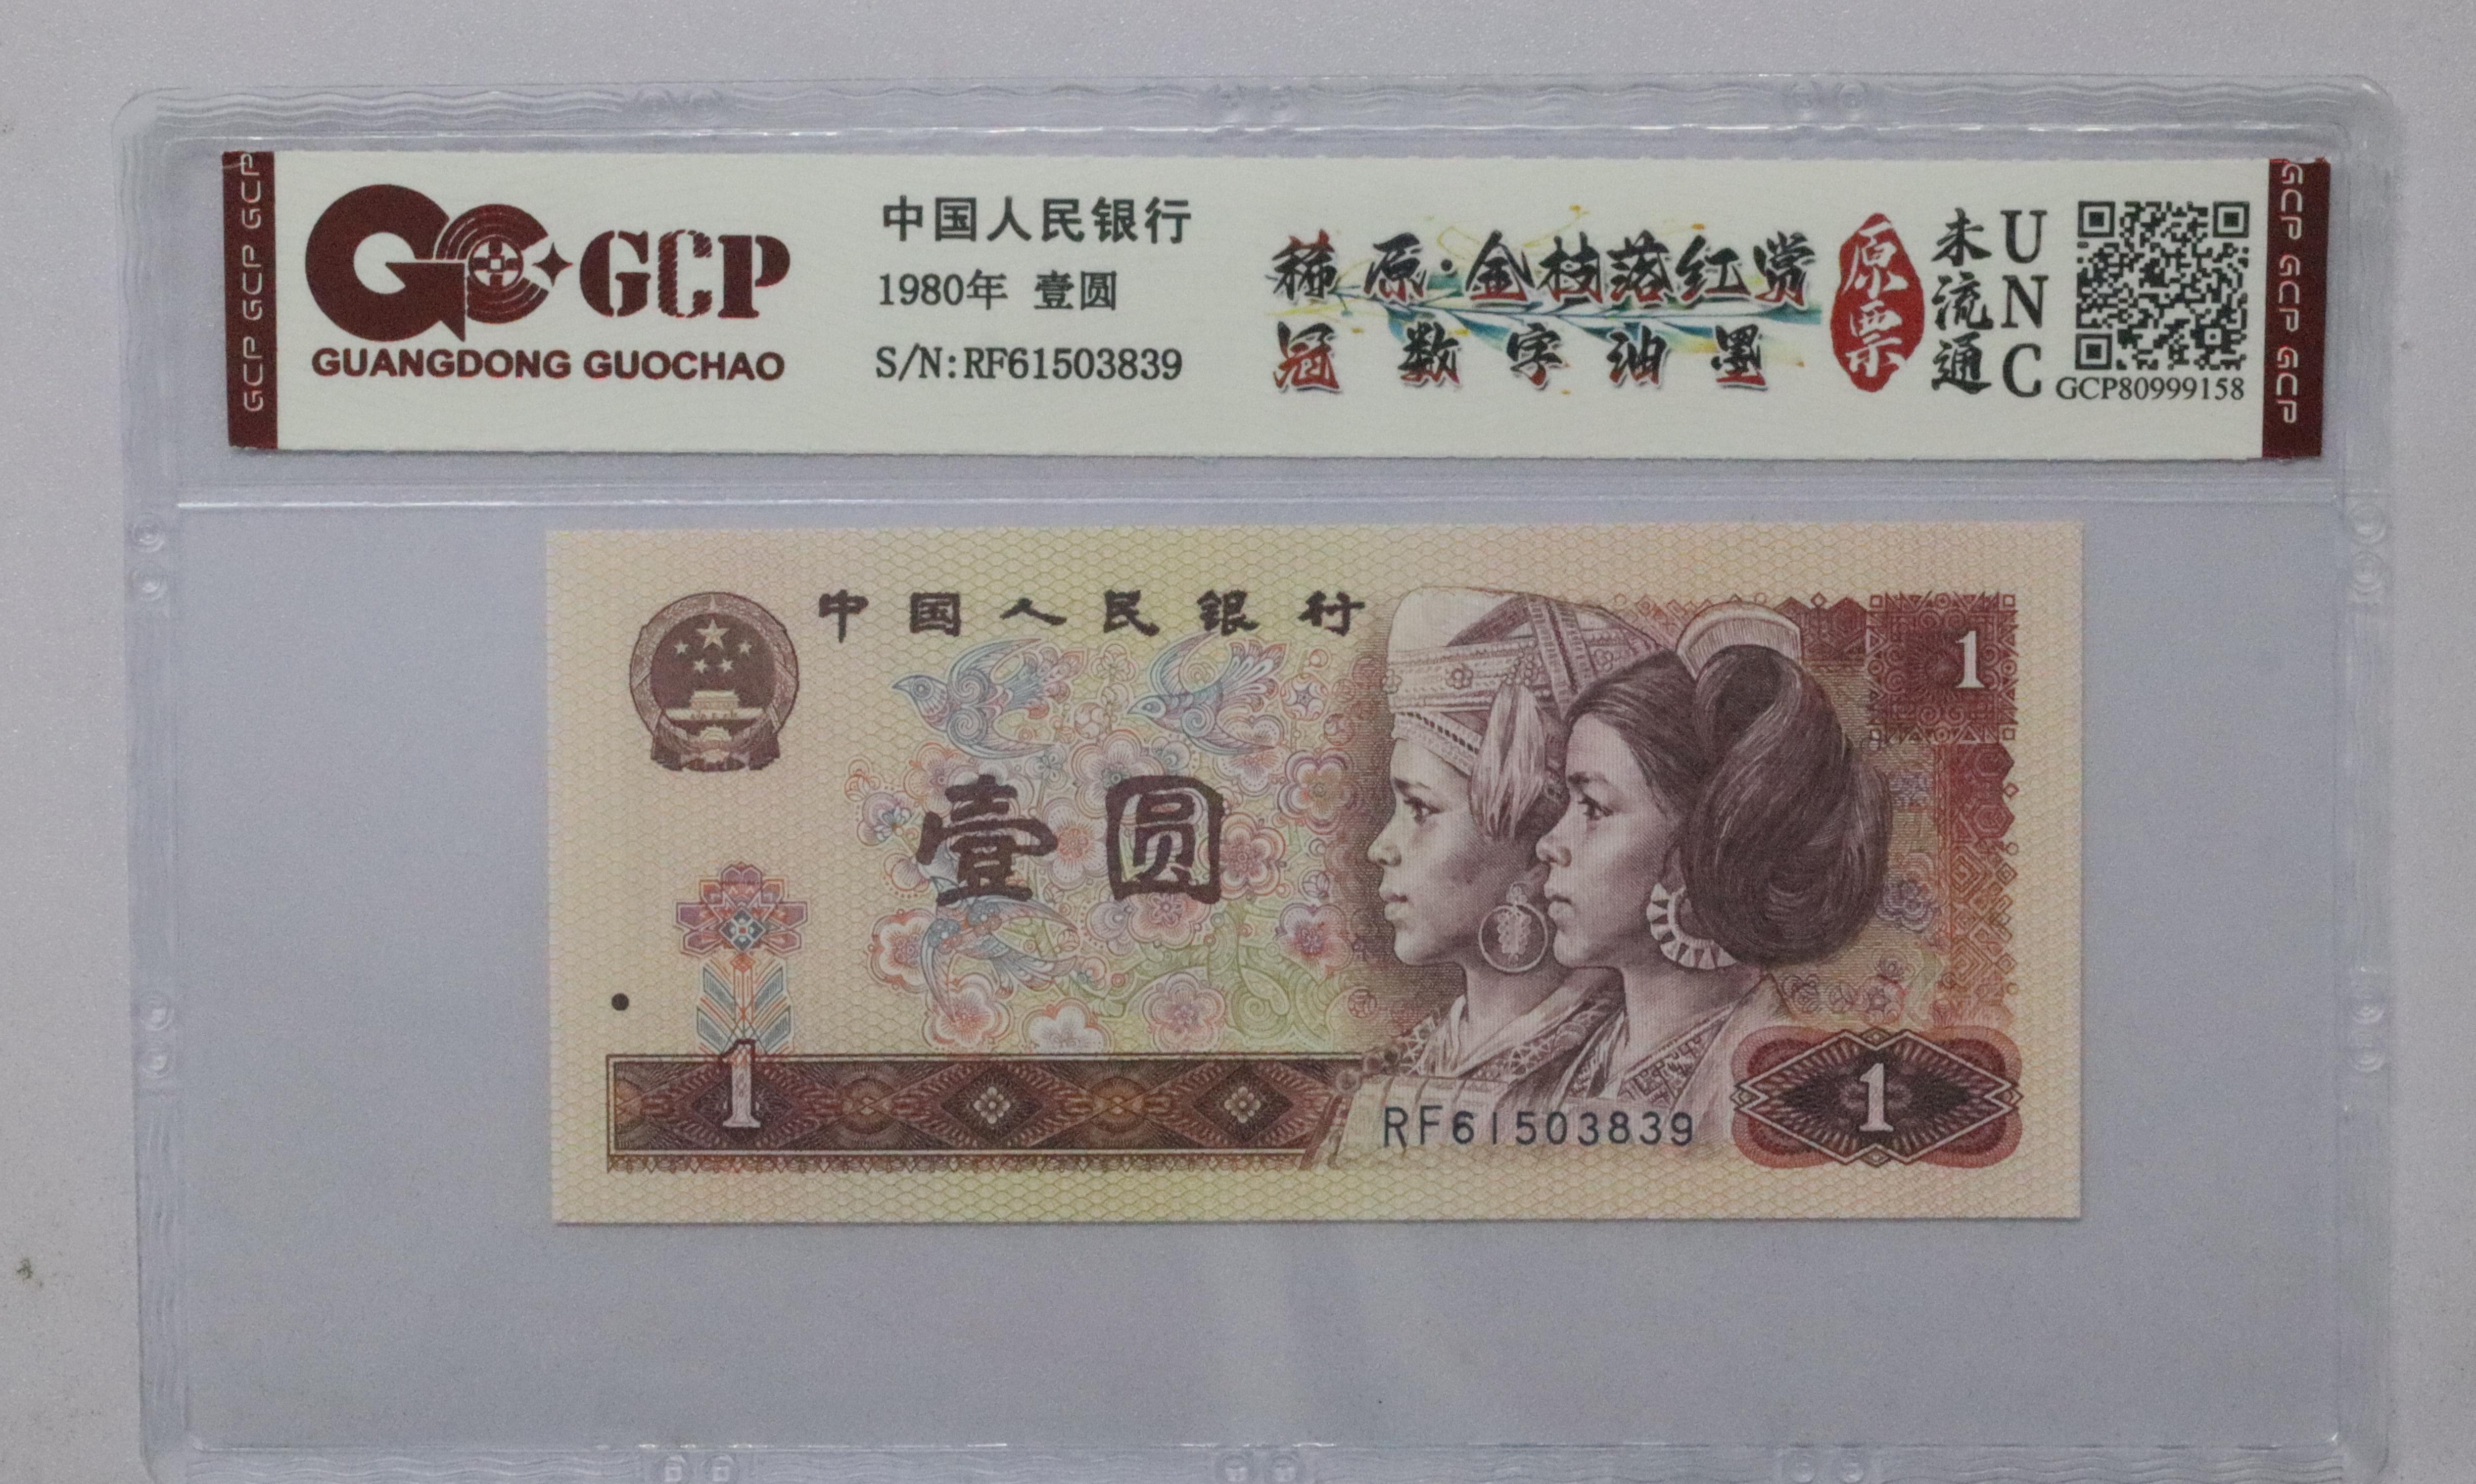 GCP GCP GCP
GCP
GUANGDONG GUOCHAO
中国人民银行
1980年 壹圆
S/N:RF61503839
稀原·金枝落红赏
冠数字油墨
原票
未流通
UNC
GCP80999158
GCP GCP GCP
中国人民银行
1
壹圆
1
RF61503839
1